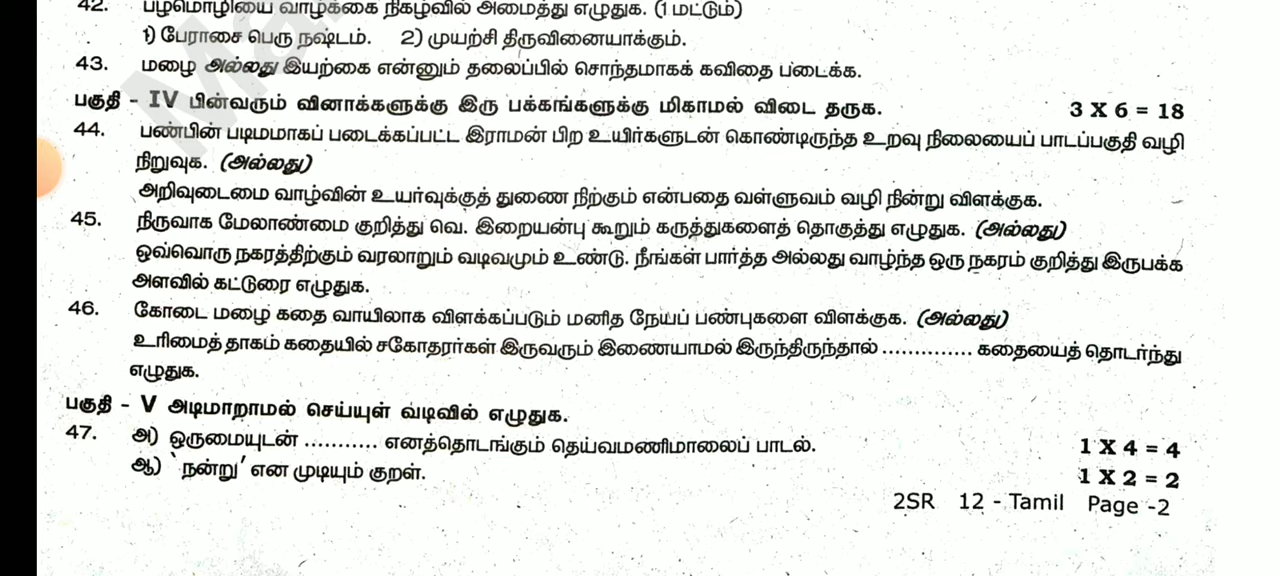 42. பழமொழியை வாழ்க்கை நிகழ்வில் அமைத்து எழுதுக. (1 மட்டும்)
1) பேராசை பெரு நஷ்டம். 2) முயற்சி திருவினையாக்கும்.
43. மழை அல்லது இயற்கை என்னும் தலைப்பில் சொந்தமாகக் கவிதை படைக்க.
பகுதி - IV பின்வரும் வினாக்களுக்கு இரு பக்கங்களுக்கு மிகாமல் விடை தருக. 3 X 6 = 18
44. பண்பின் படிமமாகப் படைக்கப்பட்ட இராமன் பிற உயிர்களுடன் கொண்டிருந்த உறவு நிலையைப் பாடப்பகுதி வழி
நிறுவுக. (அல்லது)
அறிவுடைமை வாழ்வின் உயர்வுக்குத் துணை நிற்கும் என்பதை வள்ளுவம் வழி நின்று விளக்குக.
45. நிருவாக மேலாண்மை குறித்து வெ. இறையன்பு கூறும் கருத்துகளைத் தொகுத்து எழுதுக. (அல்லது)
ஒவ்வொரு நகரத்திற்கும் வரலாறும் வடிவமும் உண்டு. நீங்கள் பார்த்த அல்லது வாழ்ந்த ஒரு நகரம் குறித்து இருபக்க
அளவில் கட்டுரை எழுதுக.
46. கோடை மழை கதை வாயிலாக விளக்கப்படும் மனித நேயப் பண்புகளை விளக்குக. (அல்லது)
உரிமைத் தாகம் கதையில் சகோதரர்கள் இருவரும் இணையாமல் இருந்திருந்தால் .............. கதையைத் தொடர்ந்து
எழுதுக.
பகுதி - V அடிமாறாமல் செய்யுள் வடிவில் எழுதுக.
47. அ) ஒருமையுடன் ........... எனத்தொடங்கும் தெய்வமணிமாலைப் பாடல். 1 X 4 = 4
ஆ) 'நன்று' என முடியும் குறள். 1 X 2 = 2
2SR 12 - Tamil Page -2